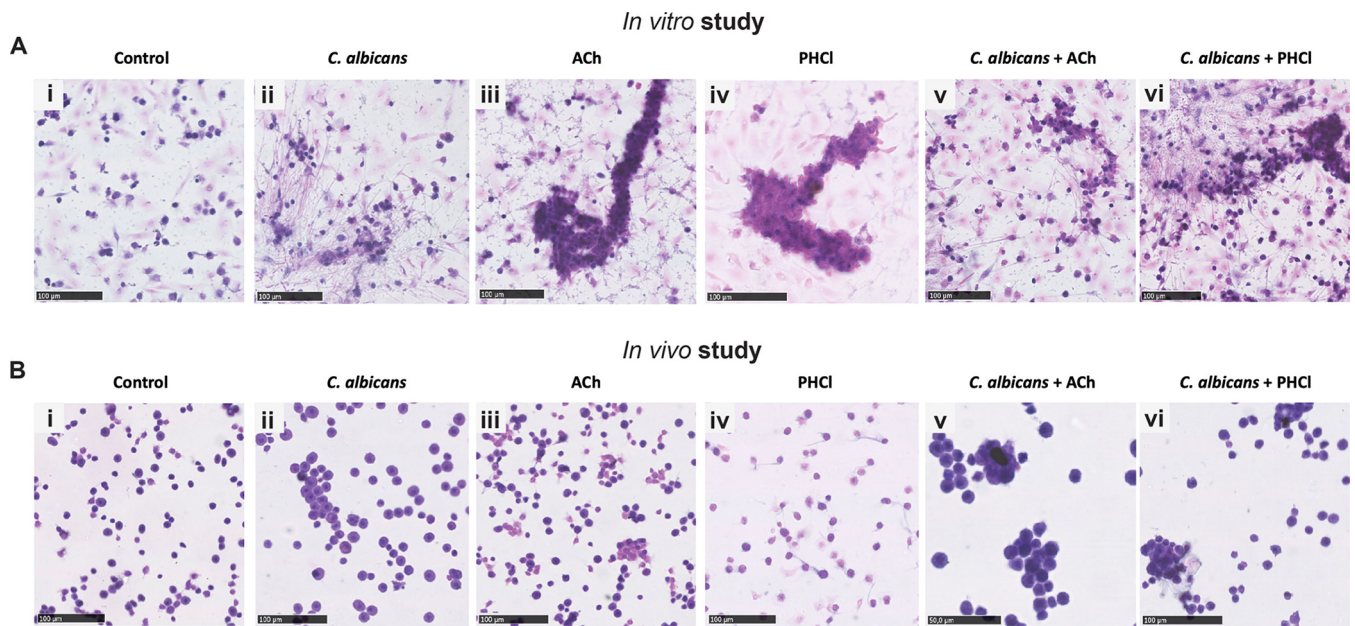 In vitro study
A
Control
C. albicans
ACh
PHCl
C. albicans + ACh
C. albicans + PHCl
i
ii
iii
iv
v
vi
100 µm
100 µm
100 µm
100 µm
100 µm
100 µm
In vivo study
B
Control
C. albicans
ACh
PHCl
C. albicans + ACh
C. albicans + PHCl
i
ii
iii
iv
v
vi
100 µm
100 µm
100 µm
100 µm
50,0 µm
100 µm